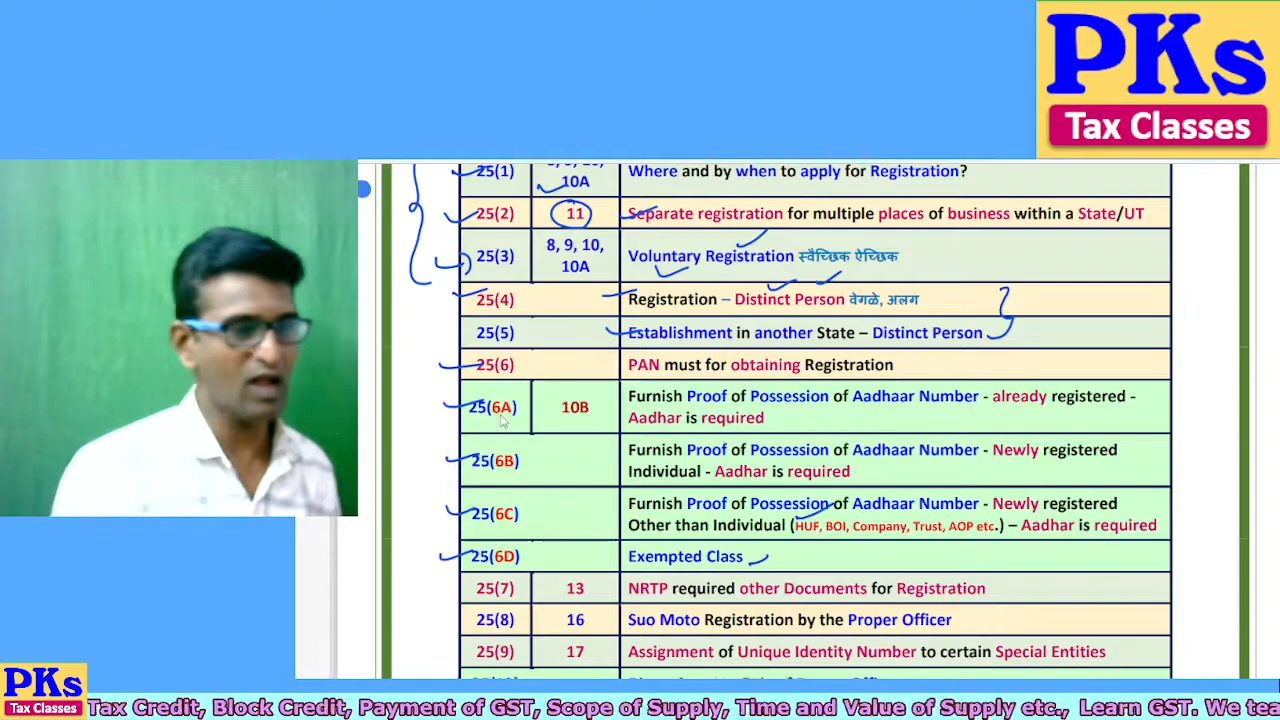 PKs
Tax Classes
25(1) 10A Where and by when to apply for Registration?
25(2) 11 Separate registration for multiple places of business within a State/UT
25(3) 8, 9, 10, 10A Voluntary Registration स्वैच्छिक ऐच्छिक
25(4) Registration – Distinct Person वेगळे, अलग
25(5) Establishment in another State – Distinct Person
25(6) PAN must for obtaining Registration
25(6A) 10B Furnish Proof of Possession of Aadhaar Number - already registered -
Aadhar is required
25(6B) Furnish Proof of Possession of Aadhaar Number - Newly registered
Individual - Aadhar is required
25(6C) Furnish Proof of Possession of Aadhaar Number - Newly registered
Other than Individual (HUF, BOI, Company, Trust, AOP etc.) – Aadhar is required
25(6D) Exempted Class
25(7) 13 NRTP required other Documents for Registration
25(8) 16 Suo Moto Registration by the Proper Officer
25(9) 17 Assignment of Unique Identity Number to certain Special Entities
PKs
Tax Classes
Tax Credit, Block Credit, Payment of GST, Scope of Supply, Time and Value of Supply etc., Learn GST. We tea